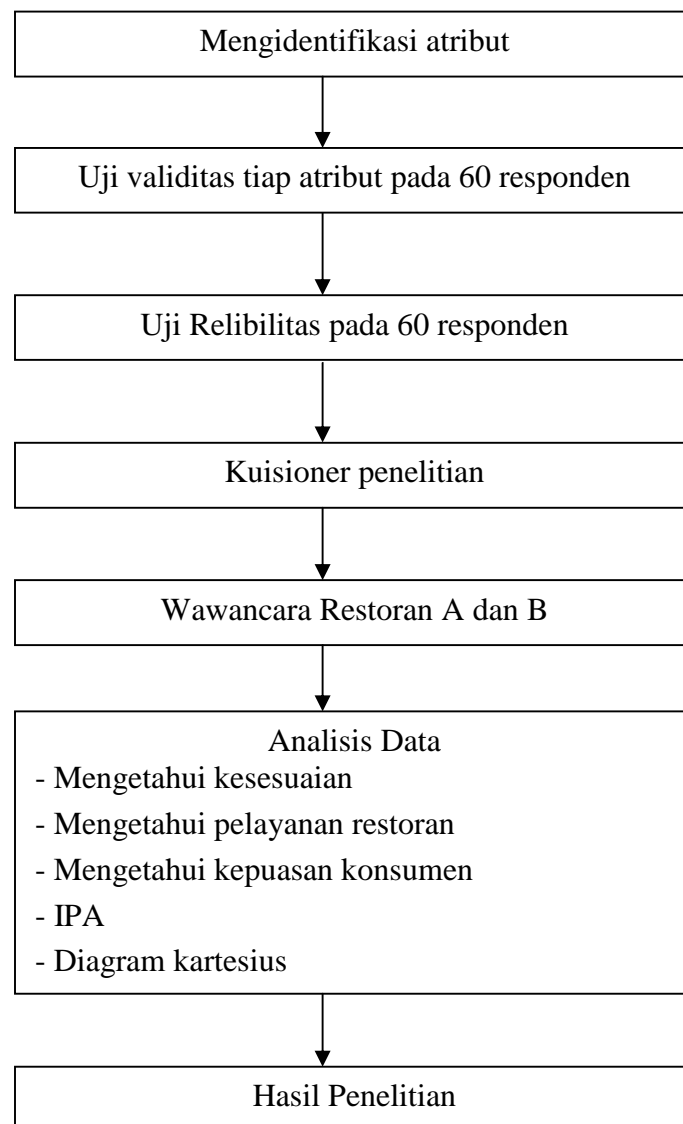 Mengidentifikasi atribut
Uji validitas tiap atribut pada 60 responden
Uji Relibilitas pada 60 responden
Kuisioner penelitian
Wawancara Restoran A dan B
Analisis Data
- Mengetahui kesesuaian
- Mengetahui pelayanan restoran
- Mengetahui kepuasan konsumen
- IPA
- Diagram kartesius
Hasil Penelitian